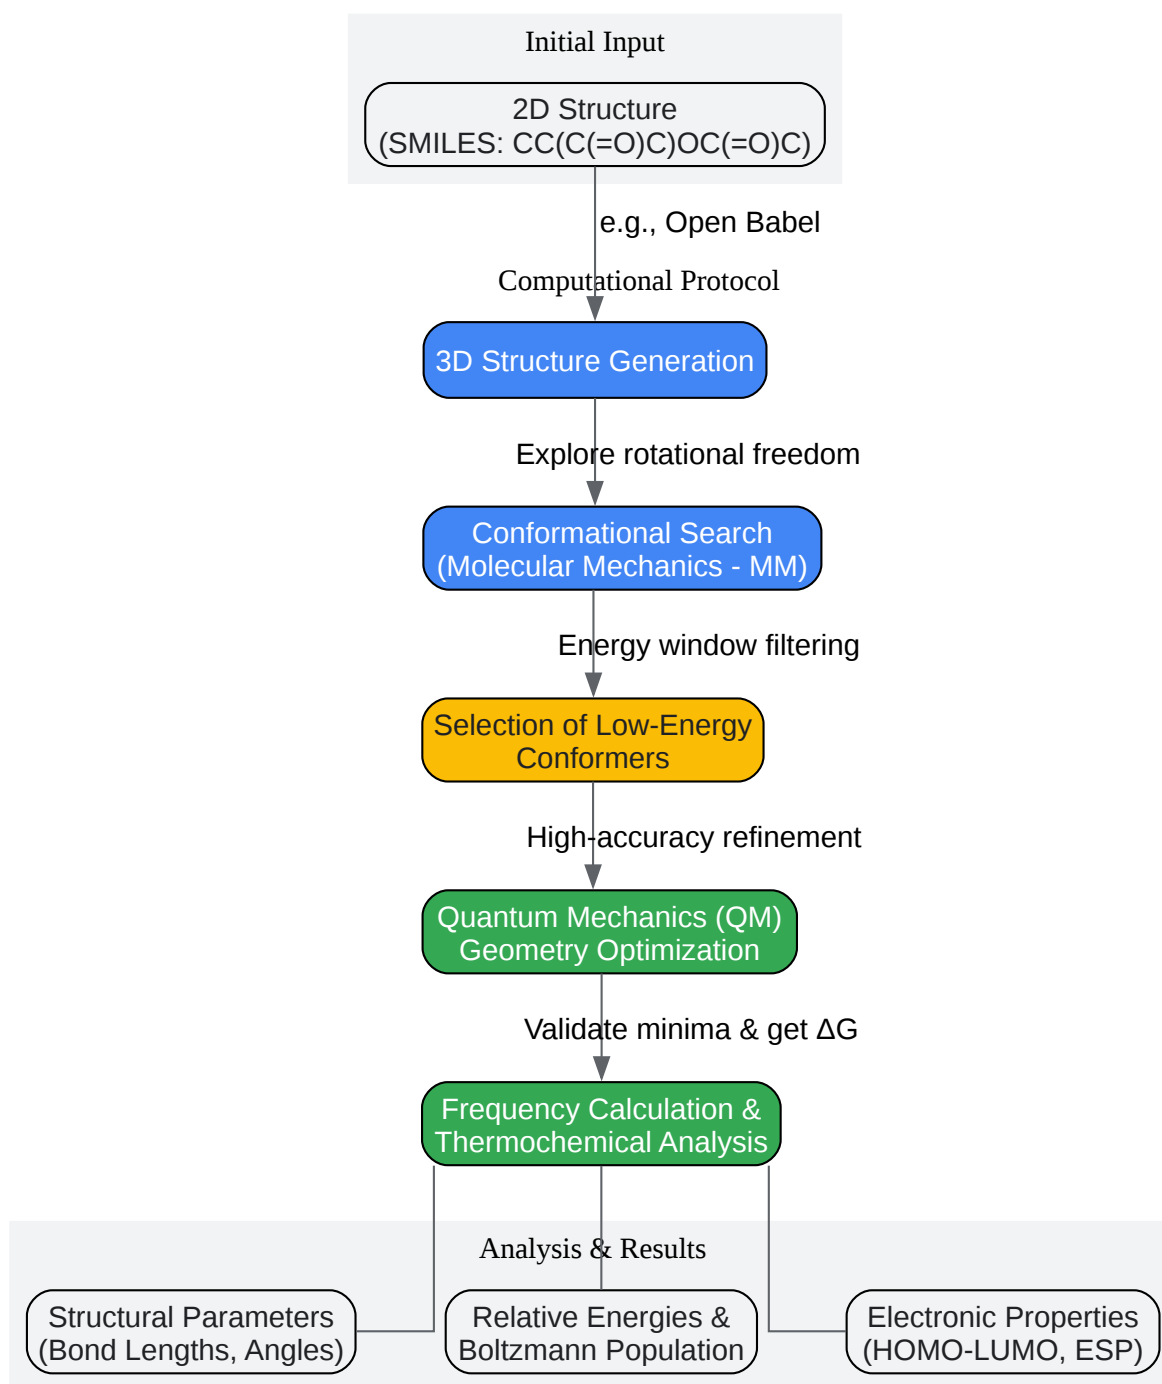 Initial Input
2D Structure
(SMILES: CC(C(=O)C)OC(=O)C)
e.g., Open Babel
Computational Protocol
3D Structure Generation
Explore rotational freedom
Conformational Search
(Molecular Mechanics - MM)
Energy window filtering
Selection of Low-Energy
Conformers
High-accuracy refinement
Quantum Mechanics (QM)
Geometry Optimization
Validate minima & get ΔG
Frequency Calculation &
Thermochemical Analysis
Analysis & Results
Structural Parameters
(Bond Lengths, Angles)
Relative Energies &
Boltzmann Population
Electronic Properties
(HOMO-LUMO, ESP)